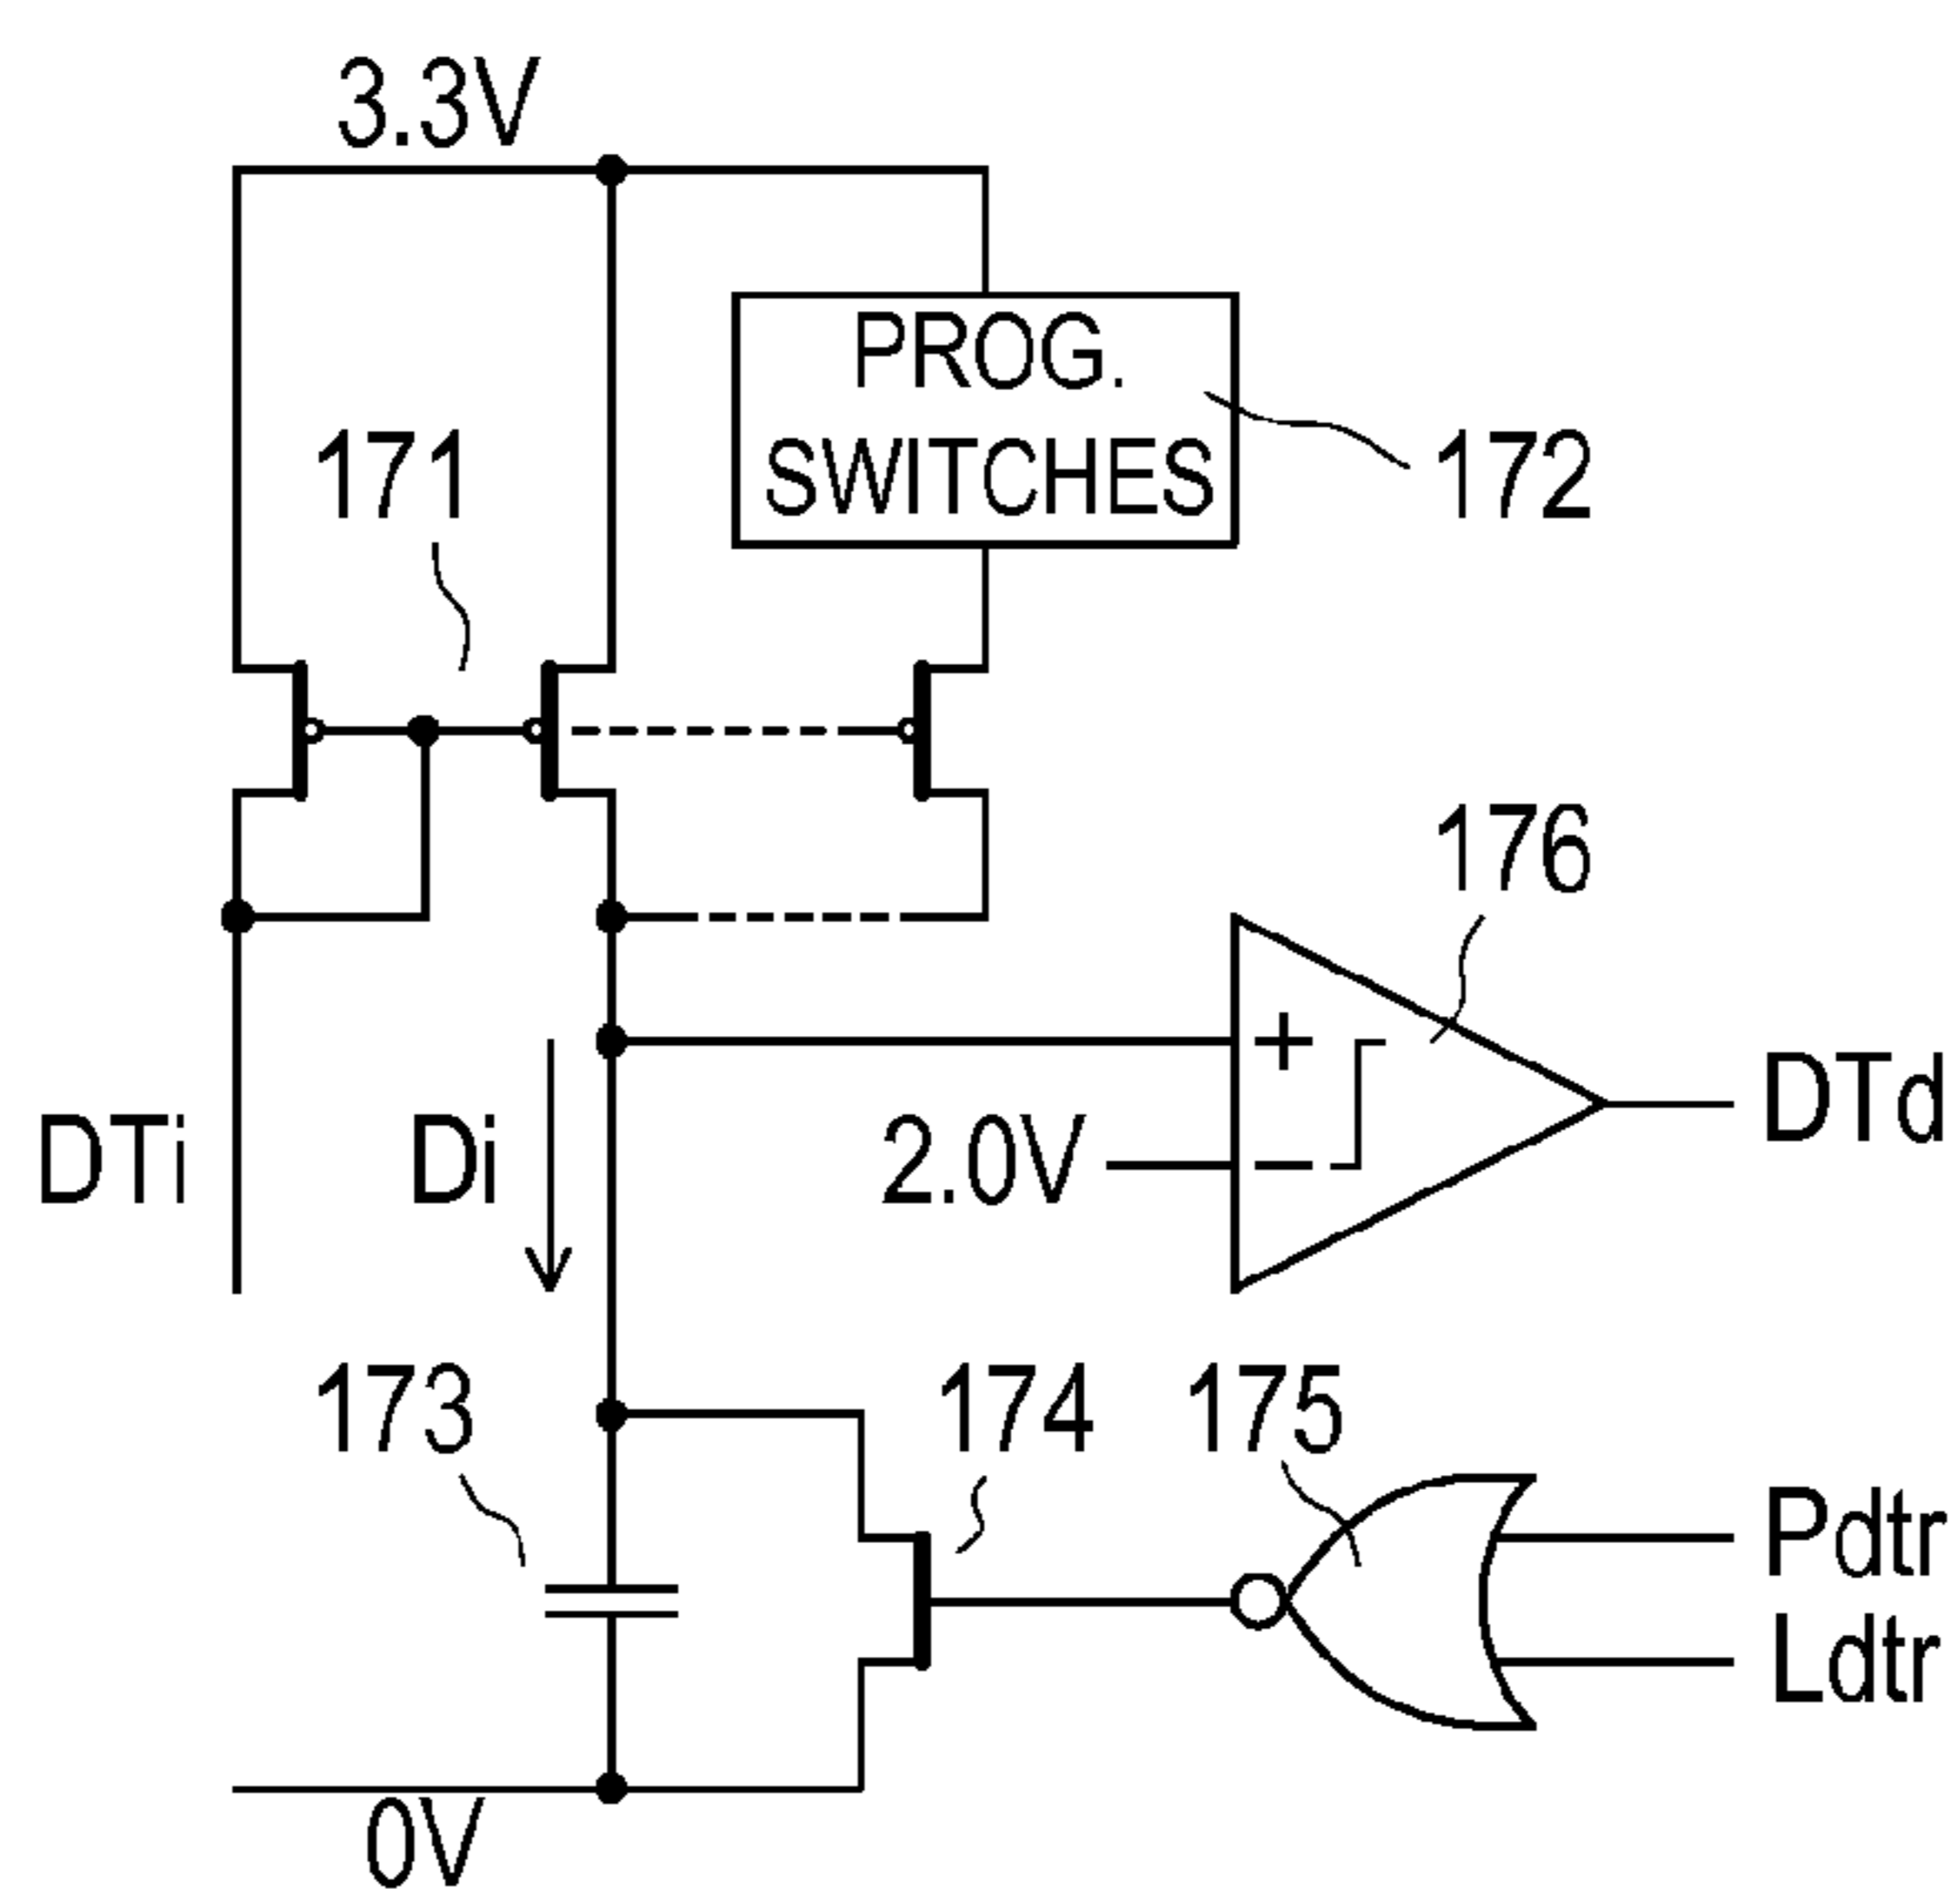 3.3V
PROG.
SWITCHES
171
172
176
DTi
Di
2.0V
+
−
DTd
173
174
175
Pdtr
Ldtr
0V